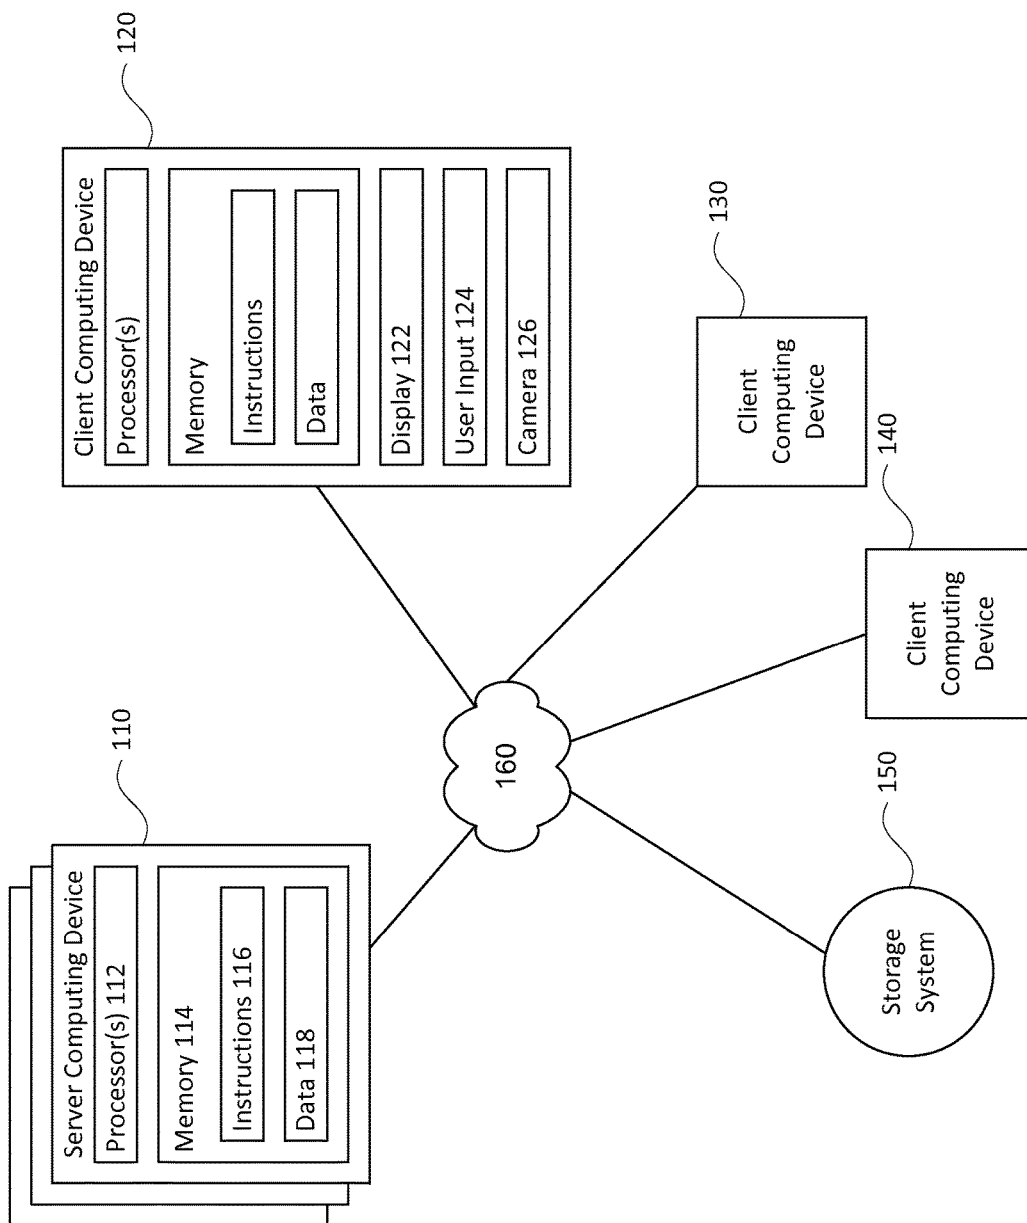 Server Computing Device
Processor(s) 112
Memory 114
Instructions 116
Data 118
110
Client Computing Device
Processor(s)
Memory
Instructions
Data
Display 122
User Input 124
Camera 126
120
160
Storage
System
150
Client
Computing
Device
140
Client
Computing
Device
130